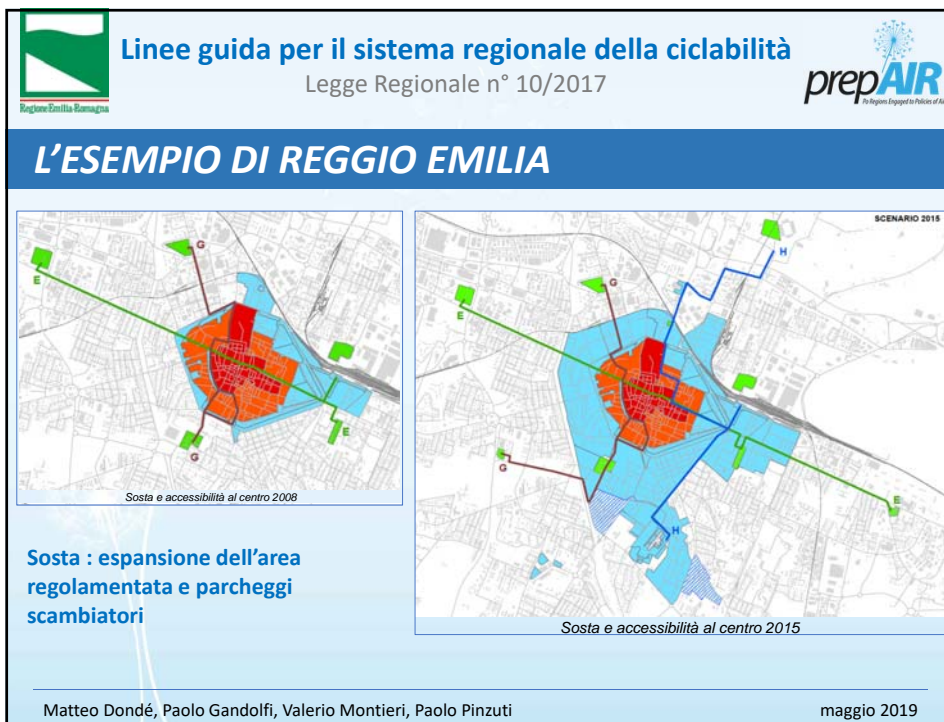 Linee guida per il sistema regionale della ciclabilità
Legge Regionale n° 10/2017
Regione Emilia-Romagna
prepAIR
Po Regions Engaged to Policies of Air
L'ESEMPIO DI REGGIO EMILIA
E
G
E
G
Sosta e accessibilità al centro 2008
SCENARIO 2015
H
G
E
G
E
H
Sosta e accessibilità al centro 2015
Sosta : espansione dell'area
regolamentata e parcheggi
scambiatori
Matteo Dondé, Paolo Gandolfi, Valerio Montieri, Paolo Pinzuti
maggio 2019